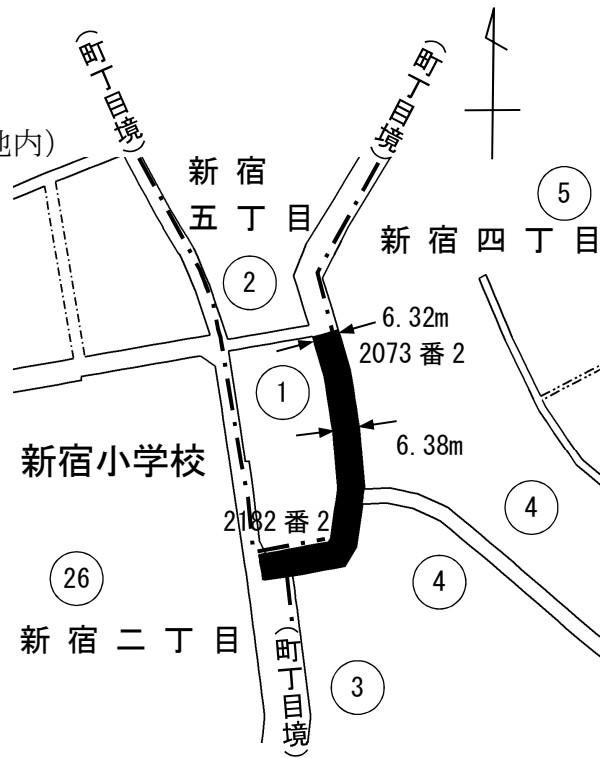 (町丁目境)
(町丁目境)
地内)
新宿
五丁目
5
新宿四丁目
2
6.32m
2073番2
1
6.38m
新宿小学校
4
2182番2
26
4
新宿二丁目
(町丁目境)
3